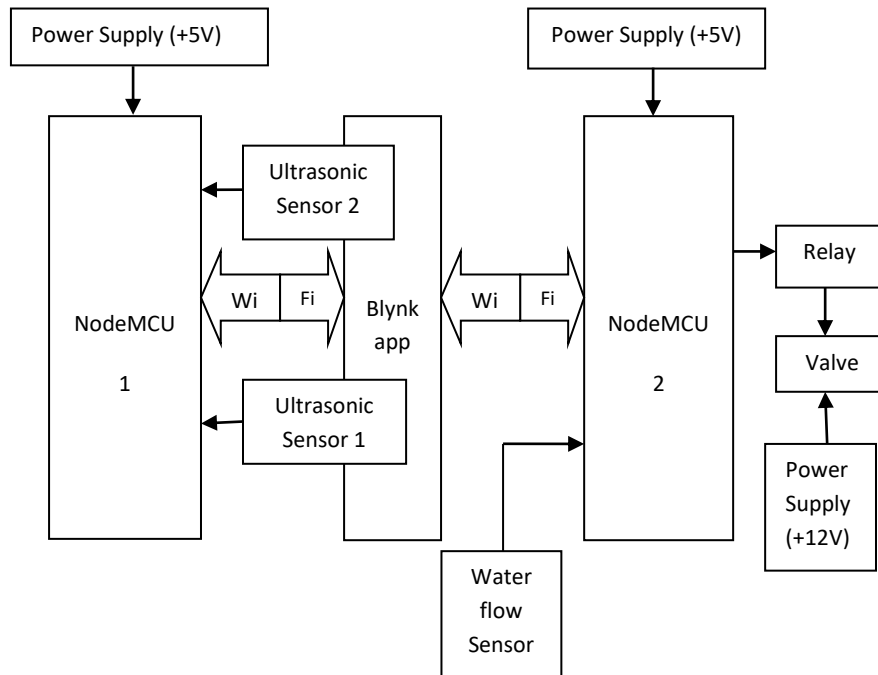 Power Supply (+5V)
Power Supply (+5V)
Ultrasonic
Sensor 2
Relay
Wi
Fi
Wi
Fi
NodeMCU
1
Blynk
app
NodeMCU
2
Valve
Ultrasonic
Sensor 1
Power
Supply
(+12V)
Water
flow
Sensor